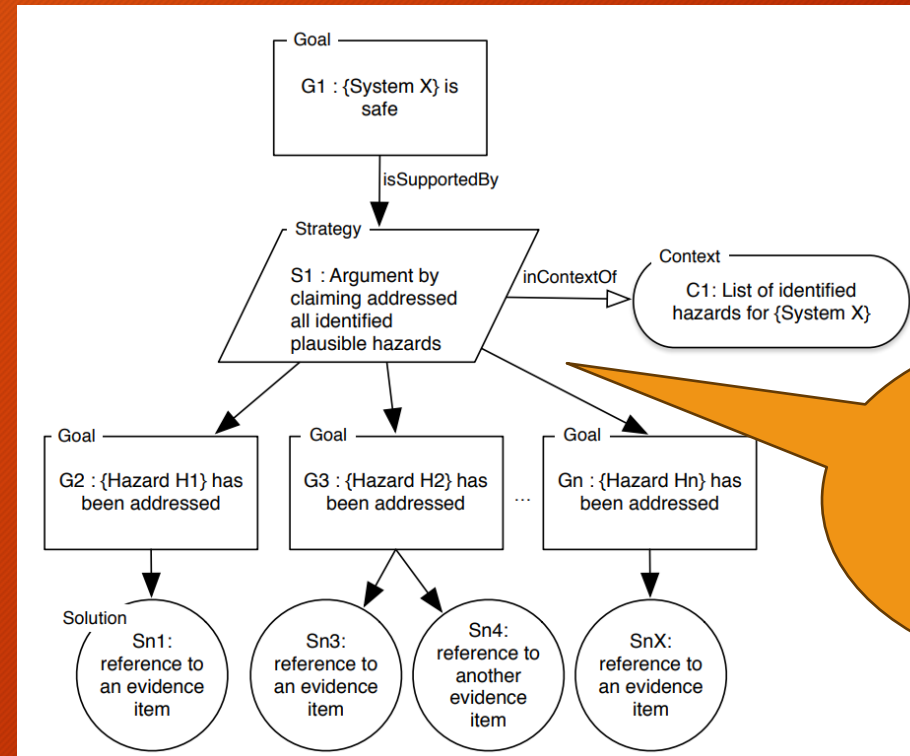 Goal
G1 : {System X} is
safe
isSupportedBy
Strategy
S1 : Argument by
claiming addressed
all identified
plausible hazards
inContextOf
Context
C1: List of identified
hazards for {System X}
Goal
G2 : {Hazard H1} has
been addressed
Goal
G3 : {Hazard H2} has
been addressed
...
Goal
Gn : {Hazard Hn} has
been addressed
Solution
Sn1:
reference to
an evidence
item
Sn3:
reference to
an evidence
item
Sn4:
reference to
another
evidence
item
SnX:
reference to
an evidence
item